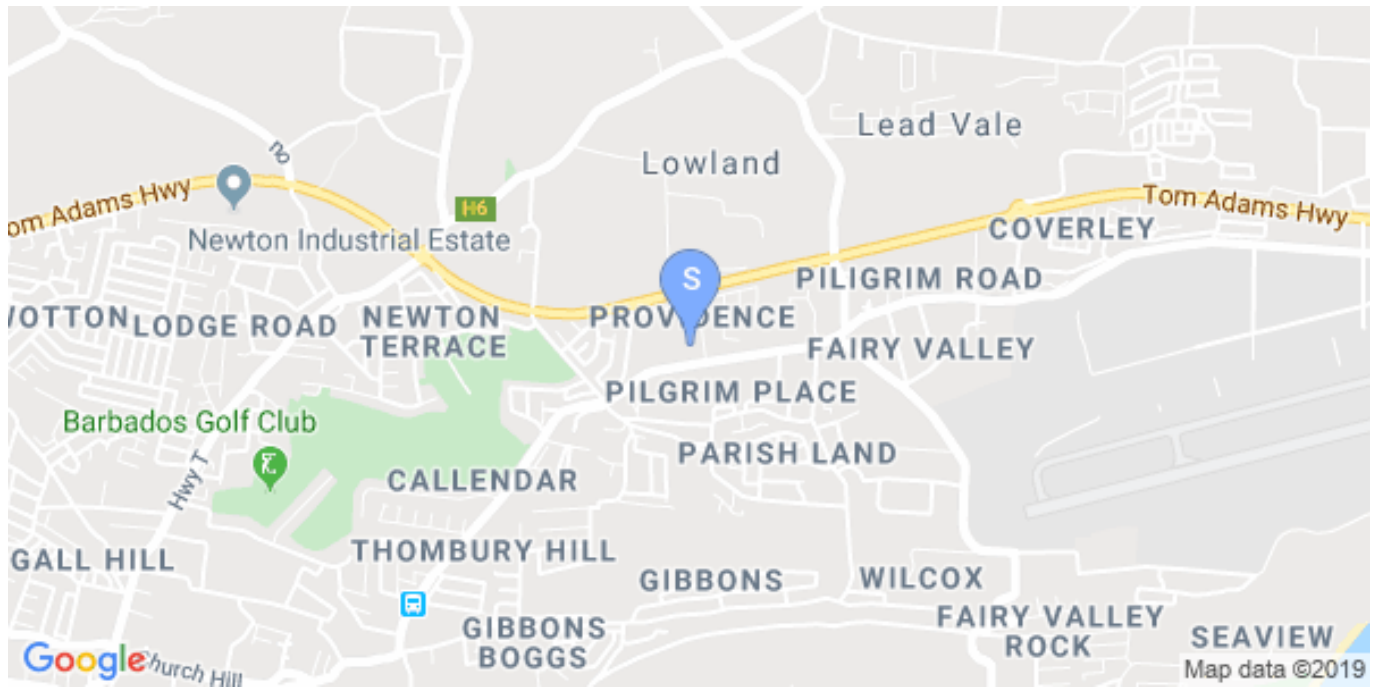 Lead Vale
Lowland
no
Tom Adams Hwy
om Adams Hwy
H6
COVERLEY
Newton Industrial Estate
S
PILIGRIM ROAD
WOTTON
LODGE ROAD
NEWTON
TERRACE
PROVIDENCE
FAIRY VALLEY
PILGRIM PLACE
Barbados Golf Club
PARISH LAND
Hwy T
CALLENDAR
THOMBURY HILL
GALL HILL
GIBBONS
WILCOX
FAIRY VALLEY
ROCK
GIBBONS
BOGGS
SEAVIEW
Google
Church Hill
Map data ©2019